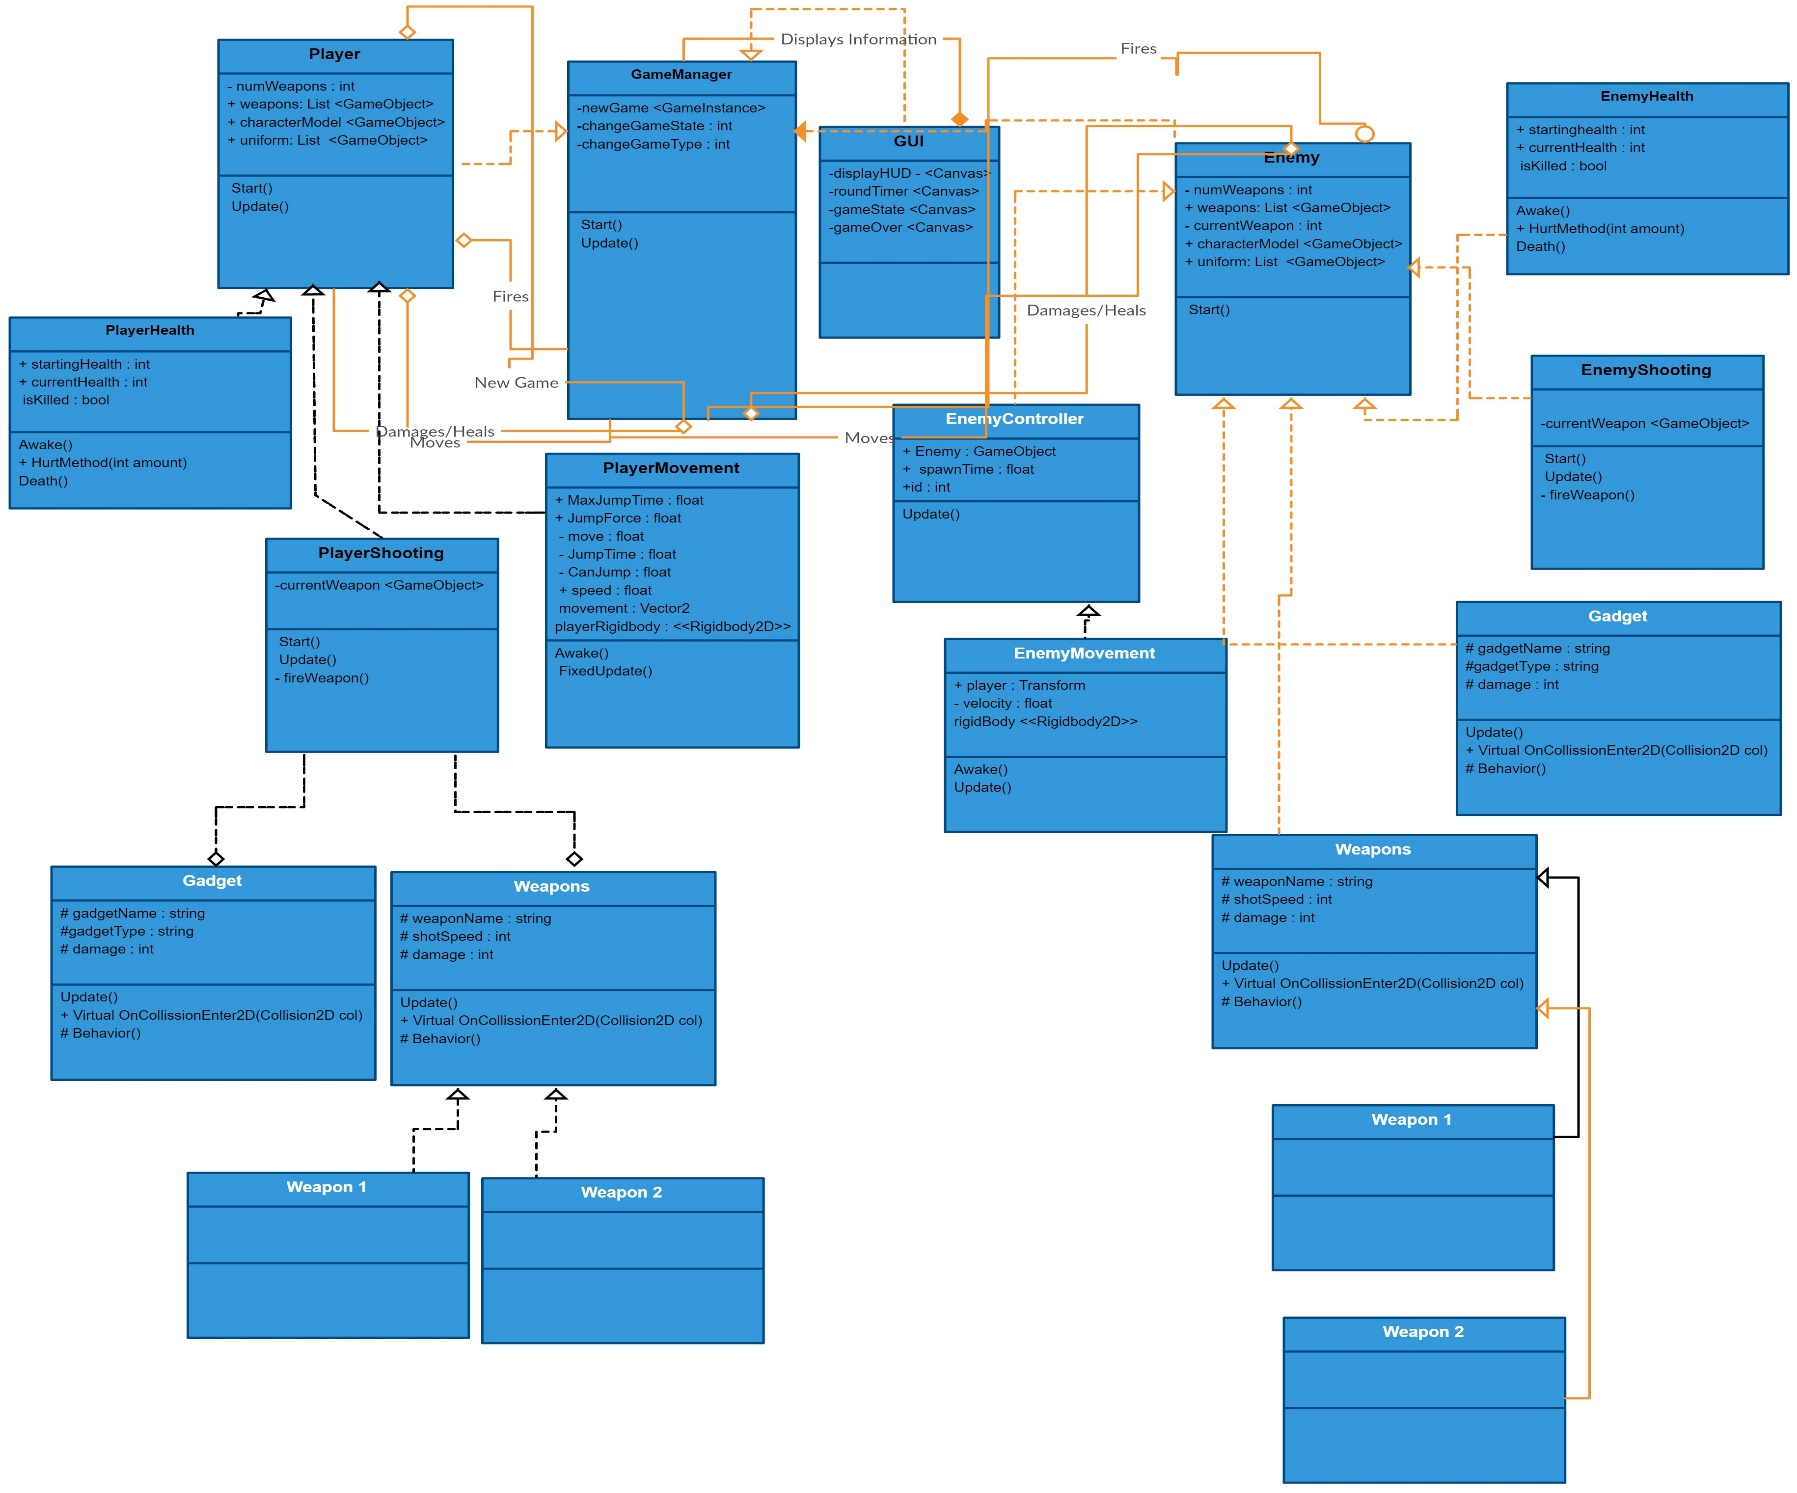 Displays Information
Fires
Player
- numWeapons : int
+ weapons: List <GameObject>
+ characterModel <GameObject>
+ uniform: List  <GameObject>
Start()
Update()
GameManager
-newGame <GameInstance>
-changeGameState : int
-changeGameType : int
Start()
Update()
GUI
-displayHUD - <Canvas>
-roundTimer <Canvas>
-gameState <Canvas>
-gameOver <Canvas>
Enemy
- numWeapons : int
+ weapons: List <GameObject>
- currentWeapon : int
+ characterModel <GameObject>
+ uniform: List  <GameObject>
Start()
EnemyHealth
+ startinghealth : int
+ currentHealth : int
isKilled : bool
Awake()
+ HurtMethod(int amount)
Death()
Fires
Damages/Heals
New Game
Damages/Heals
Moves
Moves
PlayerHealth
+ startingHealth : int
+ currentHealth : int
isKilled : bool
Awake()
+ HurtMethod(int amount)
Death()
EnemyShooting
-currentWeapon <GameObject>
Start()
Update()
- fireWeapon()
EnemyController
+ Enemy : GameObject
+  spawnTime : float
+id : int
Update()
PlayerMovement
+ MaxJumpTime : float
+ JumpForce : float
- move : float
- JumpTime : float
- CanJump : float
+ speed : float
movement : Vector2
playerRigidbody : <<Rigidbody2D>>
Awake()
FixedUpdate()
PlayerShooting
-currentWeapon <GameObject>
Start()
Update()
- fireWeapon()
EnemyMovement
+ player : Transform
- velocity : float
rigidBody <<Rigidbody2D>>
Awake()
Update()
Gadget
# gadgetName : string
#gadgetType : string
# damage : int
Update()
+ Virtual OnCollissionEnter2D(Collision2D col)
# Behavior()
Gadget
# gadgetName : string
#gadgetType : string
# damage : int
Update()
+ Virtual OnCollissionEnter2D(Collision2D col)
# Behavior()
Weapons
# weaponName : string
# shotSpeed : int
# damage : int
Update()
+ Virtual OnCollissionEnter2D(Collision2D col)
# Behavior()
Weapons
# weaponName : string
# shotSpeed : int
# damage : int
Update()
+ Virtual OnCollissionEnter2D(Collision2D col)
# Behavior()
Weapon 1
Weapon 2
Weapon 1
Weapon 2